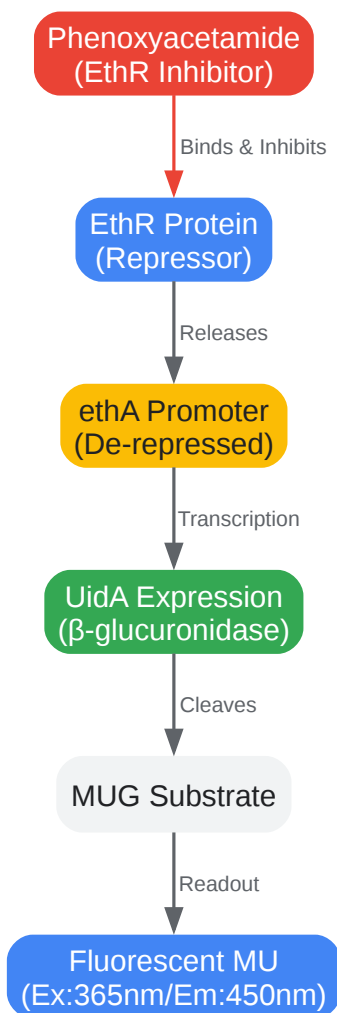 Phenoxyacetamide
(EthR Inhibitor)
Binds & Inhibits
EthR Protein
(Repressor)
Releases
ethA Promoter
(De-repressed)
Transcription
UidA Expression
(β-glucuronidase)
Cleaves
MUG Substrate
Readout
Fluorescent MU
(Ex:365nm/Em:450nm)